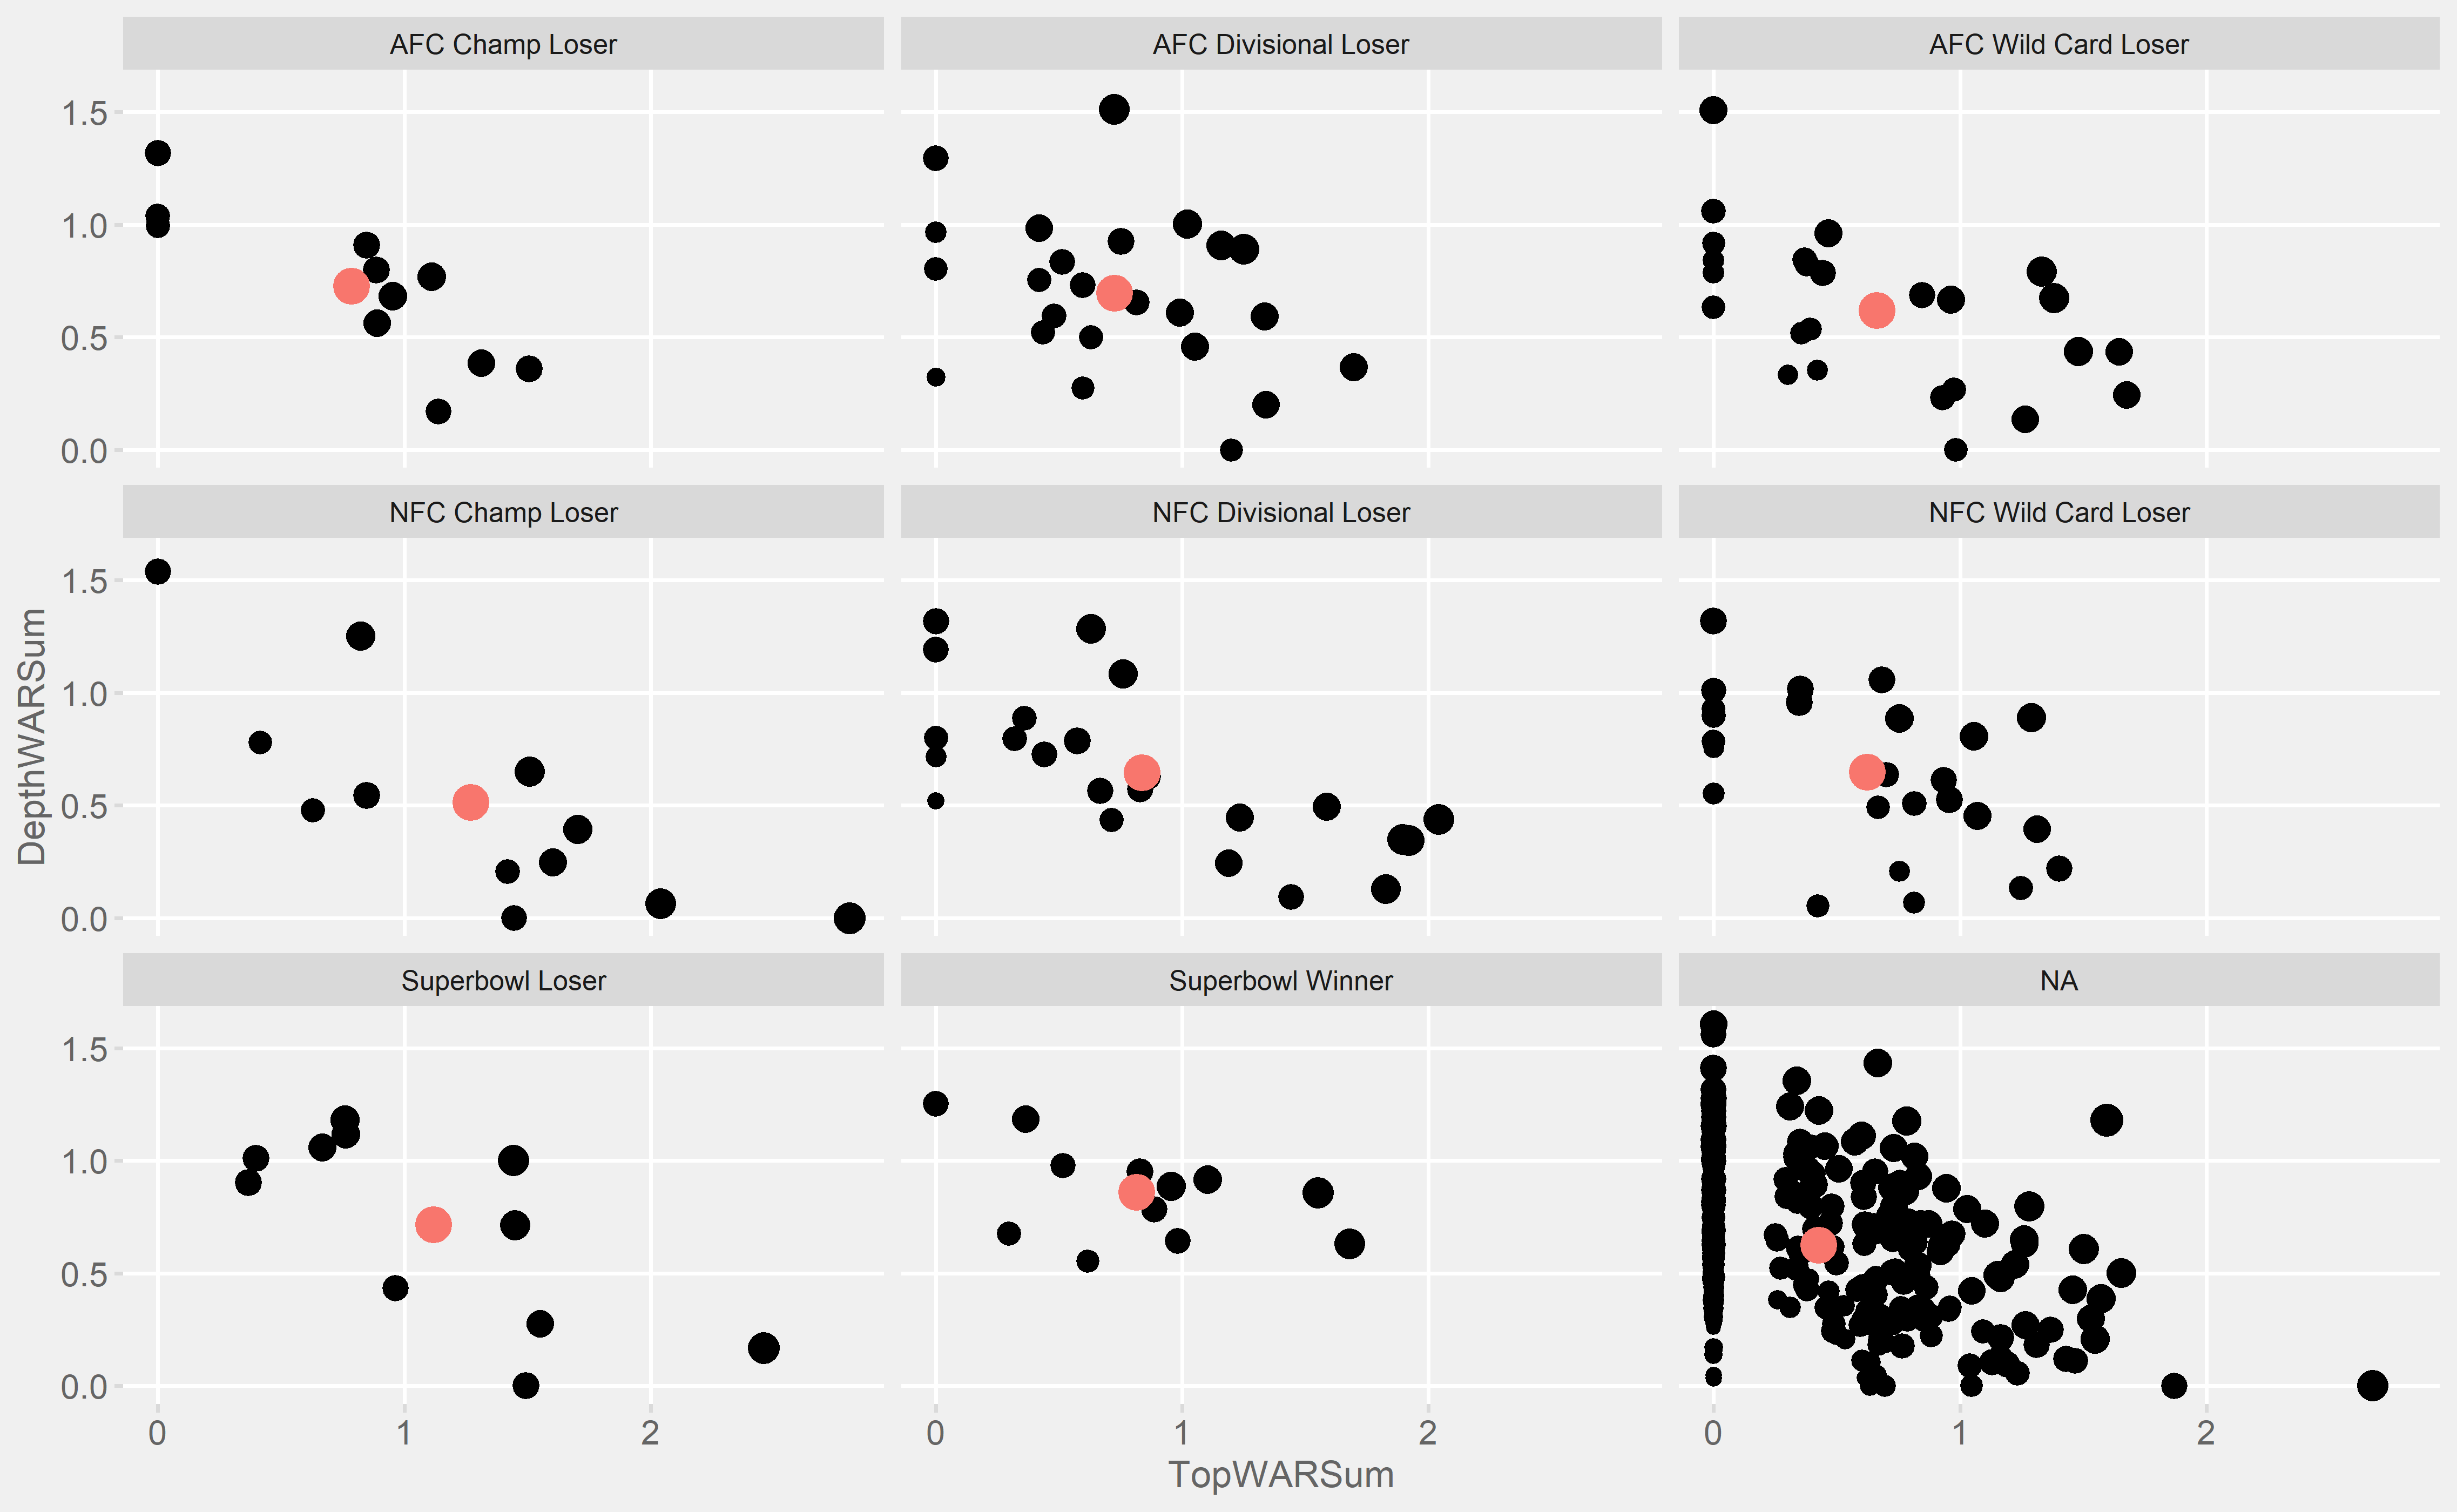 AFC Champ Loser
AFC Divisional Loser
AFC Wild Card Loser
1.5
1.0
0.5
0.0
NFC Champ Loser
NFC Divisional Loser
NFC Wild Card Loser
1.5
1.0
0.5
0.0
DepthWARSum
Superbowl Loser
Superbowl Winner
NA
1.5
1.0
0.5
0.0
0 1 2
0 1 2
0 1 2
TopWARSum